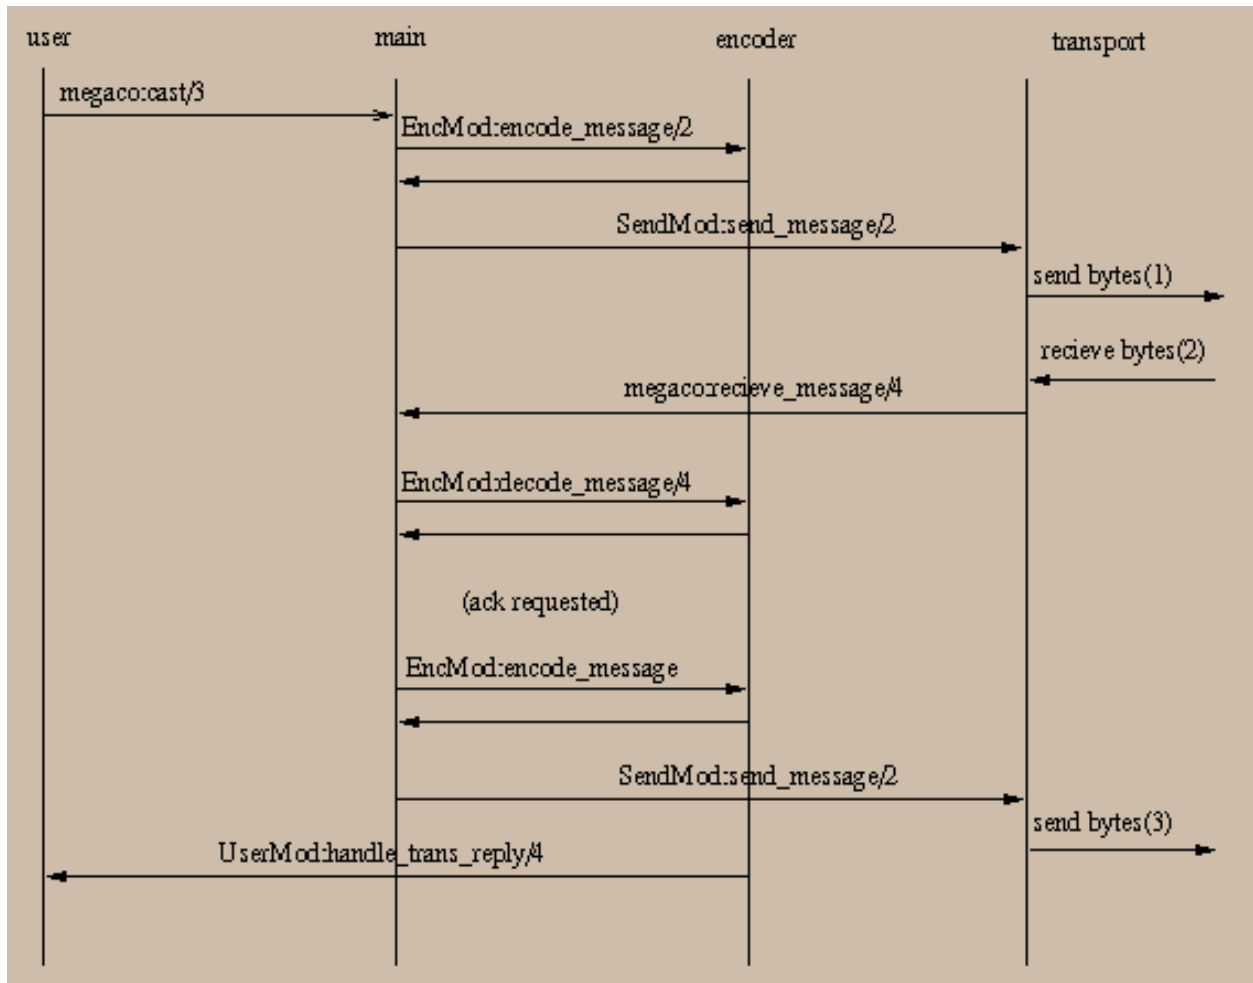 user
main
encoder
transport
megaco:cast/3
EncMod:encode_message/2
SendMod:send_message/2
send bytes(1)
recieve bytes(2)
megaco:recieve_message/4
EncMod:decode_message/4
(ack requested)
EncMod:encode_message
SendMod:send_message/2
send bytes(3)
UserMod:handle_trans_reply/4